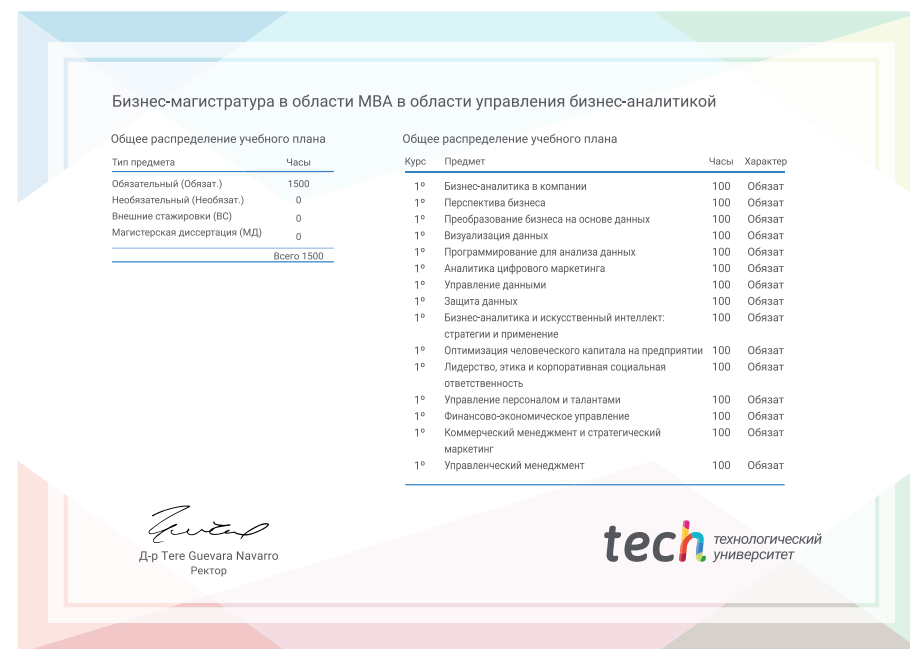 Бизнес-магистратура в области MBA в области управления бизнес-аналитикой
Общее распределение учебного плана
Тип предмета Часы
Обязательный (Обязат.) 1500
Необязательный (Необязат.) 0
Внешние стажировки (ВС) 0
Магистерская диссертация (МД) 0
Всего 1500
Общее распределение учебного плана
Курс Предмет Часы Характер
1º Бизнес-аналитика в компании 100 Обязат
1º Перспектива бизнеса 100 Обязат
1º Преобразование бизнеса на основе данных 100 Обязат
1º Визуализация данных 100 Обязат
1º Программирование для анализа данных 100 Обязат
1º Аналитика цифрового маркетинга 100 Обязат
1º Управление данными 100 Обязат
1º Защита данных 100 Обязат
1º Бизнес-аналитика и искусственный интеллект: 100 Обязат
стратегии и применение
1º Оптимизация человеческого капитала на предприятии 100 Обязат
1º Лидерство, этика и корпоративная социальная 100 Обязат
ответственность
1º Управление персоналом и талантами 100 Обязат
1º Финансово-экономическое управление 100 Обязат
1º Коммерческий менеджмент и стратегический 100 Обязат
маркетинг
1º Управленческий менеджмент 100 Обязат
Д-р Tere Guevara Navarro
Ректор
tech технологический
университет